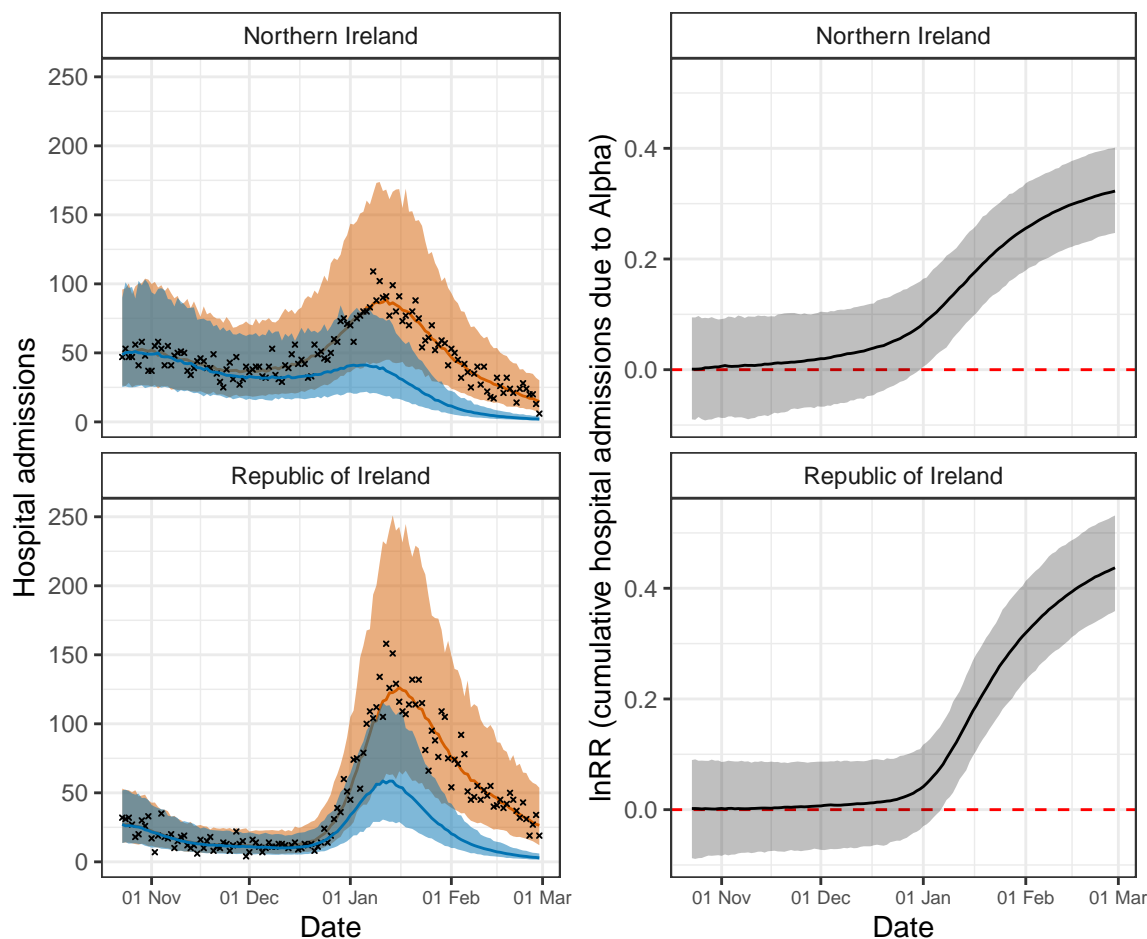 Northern Ireland
Northern Ireland
250
200
150
100
50
0
0.4
0.2
0.0
Republic of Ireland
Republic of Ireland
250
200
150
100
50
0
0.4
0.2
0.0
Hospital admissions
lnRR (cumulative hospital admissions due to Alpha)
01 Nov 01 Dec 01 Jan 01 Feb 01 Mar
01 Nov 01 Dec 01 Jan 01 Feb 01 Mar
Date
Date